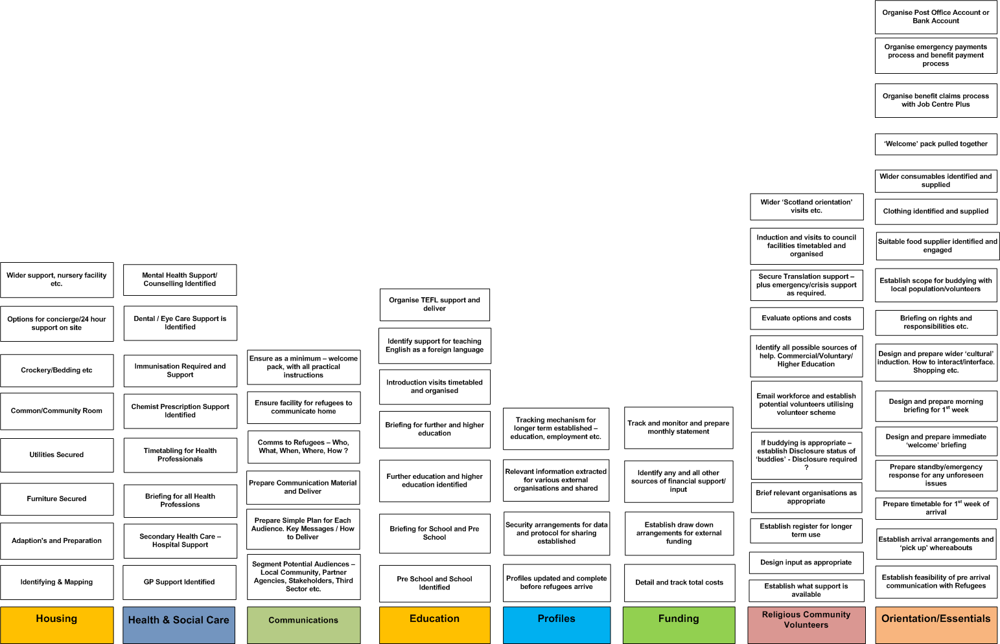 Wider support, nursery facility
etc.
Options for concierge/24 hour
support on site
Crockery/Bedding etc
Common/Community Room
Utilities Secured
Furniture Secured
Adaption's and Preparation
Identifying & Mapping
Housing
Mental Health Support/
Counselling Identified
Dental / Eye Care Support is
Identified
Immunisation Required and
Support
Chemist Prescription Support
Identified
Timetabling for Health
Professionals
Briefing for all Health
Professions
Secondary Health Care –
Hospital Support
GP Support Identified
Health & Social Care
Ensure as a minimum – welcome
pack, with all practical
instructions
Ensure facility for refugees to
communicate home
Comms to Refugees – Who,
What, When, Where, How ?
Prepare Communication Material
and Deliver
Prepare Simple Plan for Each
Audience. Key Messages / How
to Deliver
Segment Potential Audiences –
Local Community, Partner
Agencies, Stakeholders, Third
Sector etc.
Communications
Organise TEFL support and
deliver
Identify support for teaching
English as a foreign language
Introduction visits timetabled
and organised
Briefing for further and higher
education
Further education and higher
education identified
Briefing for School and Pre
School
Pre School and School
Identified
Education
Tracking mechanism for
longer term established –
education, employment etc.
Relevant information extracted
for various external
organisations and shared
Security arrangements for data
and protocol for sharing
established
Profiles updated and complete
before refugees arrive
Profiles
Track and monitor and prepare
monthly statement
Identify any and all other
sources of financial support/
input
Establish draw down
arrangements for external
funding
Detail and track total costs
Funding
Wider ‘Scotland orientation’
visits etc.
Induction and visits to council
facilities timetabled and
organised
Secure Translation support –
plus emergency/crisis support
as required.
Evaluate options and costs
Identify all possible sources of
help. Commercial/Voluntary/
Higher Education
Email workforce and establish
potential volunteers utilising
volunteer scheme
If buddying is appropriate –
establish Disclosure status of
‘buddies’ - Disclosure required
?
Brief relevant organisations as
appropriate
Establish register for longer
term use
Design input as appropriate
Establish what support is
available
Religious Community
Volunteers
Organise Post Office Account or
Bank Account
Organise emergency payments
process and benefit payment
process
Organise benefit claims process
with Job Centre Plus
‘Welcome’ pack pulled together
Wider consumables identified and
supplied
Clothing identified and supplied
Suitable food supplier identified and
engaged
Establish scope for buddying with
local population/volunteers
Briefing on rights and
responsibilities etc.
Design and prepare wider ‘cultural’
induction. How to interact/interface.
Shopping etc.
Design and prepare morning
briefing for 1st week
Design and prepare immediate
‘welcome’ briefing
Prepare standby/emergency
response for any unforeseen
issues
Prepare timetable for 1st week of
arrival
Establish arrival arrangements and
‘pick up’ whereabouts
Establish feasibility of pre arrival
communication with Refugees
Orientation/Essentials